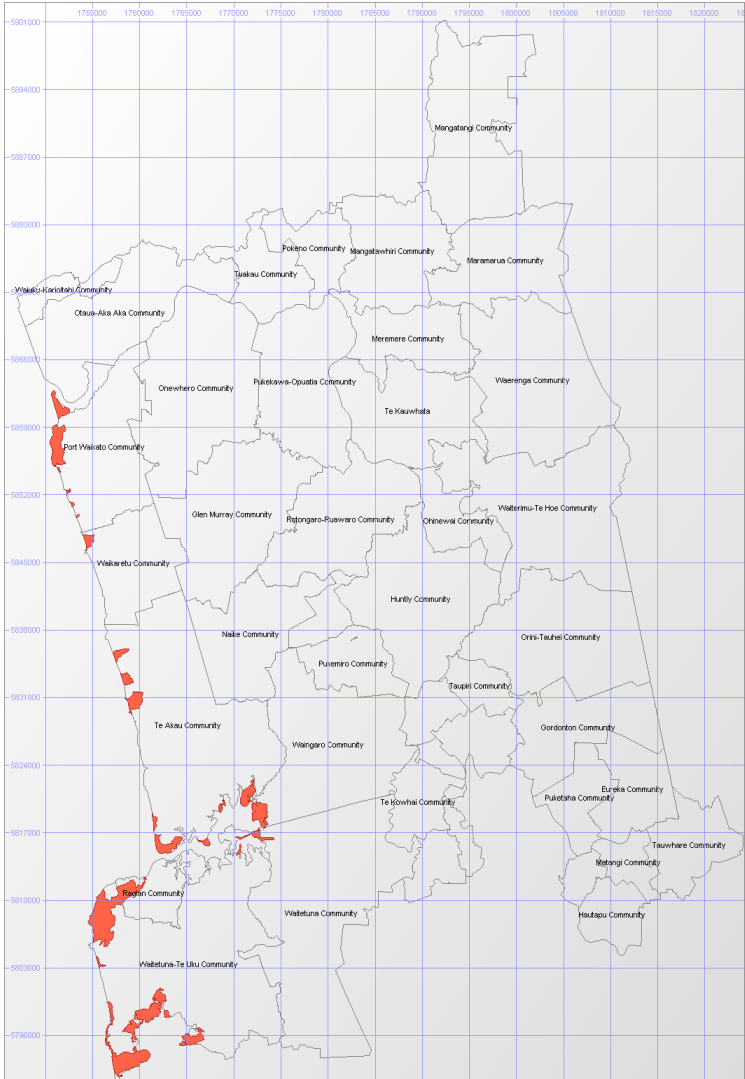 1755000 1760000 1765000 1770000 1775000 1780000 1785000 1790000 1795000 1800000 1805000 1810000 1815000 1820000
5901000
5894000
Mangatangi Community
5887000
5880000
Pokeno Community
Mangatawhiri Community
Maramarua Community
Tuakau Community
Waiuku-Karioitahi Community
Otaua-Aka Aka Community
Meremere Community
5866000
Onewhero Community
Pukekawa-Opuatia Community
Waerenga Community
Te Kauwhata
5859000
Port Waikato Community
5852000
Glen Murray Community
Rotongaro-Ruawaro Community
Ohinewai Community
Waiterimu-Te Hoe Community
5845000
Waikaretu Community
Huntly Community
5838000
Naike Community
Orini-Tauhei Community
Pukemiro Community
Taupiri Community
5831000
Te Akau Community
Gordonton Community
Waingaro Community
5824000
Eureka Community
Puketaha Community
Te Kowhai Community
5817000
Tauwhare Community
Matangi Community
Raglan Community
5810000
Waitetuna Community
Hautapu Community
5803000
Waitetuna-Te Uku Community
5796000